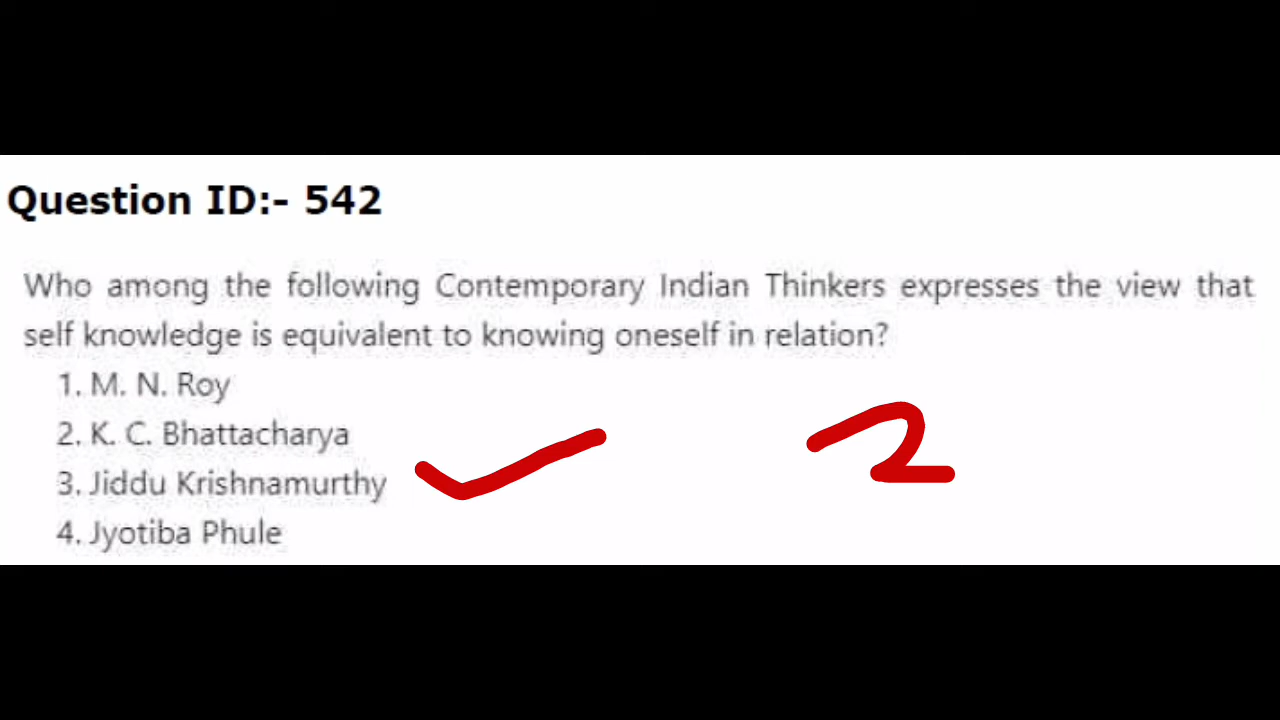 Question ID:- 542
Who among the following Contemporary Indian Thinkers expresses the view that
self knowledge is equivalent to knowing oneself in relation?
1. M. N. Roy
2. K. C. Bhattacharya
3. Jiddu Krishnamurthy
4. Jyotiba Phule
2